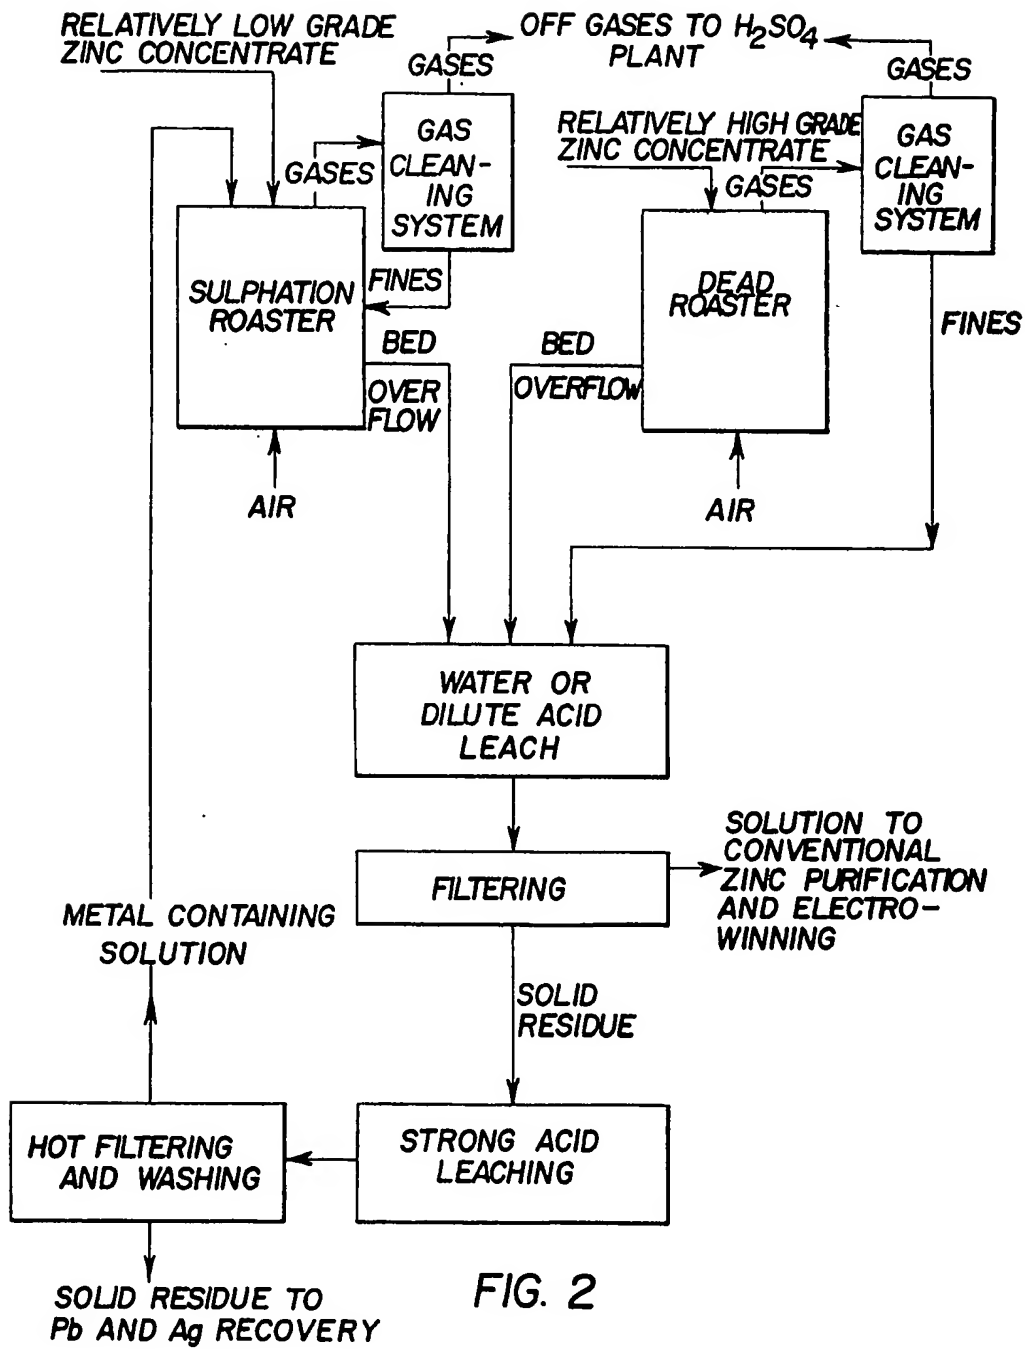 RELATIVELY LOW GRADE
ZINC CONCENTRATE
OFF GASES TO H2SO4
PLANT
GASES
GASES
GAS
CLEAN-
ING
SYSTEM
RELATIVELY HIGH GRADE
ZINC CONCENTRATE
GAS
CLEAN-
ING
SYSTEM
GASES
GASES
FINES
SULPHATION
ROASTER
DEAD
ROASTER
FINES
BED
OVER
FLOW
BED
OVERFLOW
AIR
AIR
WATER OR
DILUTE ACID
LEACH
FILTERING
SOLUTION TO
CONVENTIONAL
ZINC PURIFICATION
AND ELECTRO-
WINNING
METAL CONTAINING
SOLUTION
SOLID
RESIDUE
HOT FILTERING
AND WASHING
STRONG ACID
LEACHING
SOLID RESIDUE TO
Pb AND Ag RECOVERY
FIG. 2